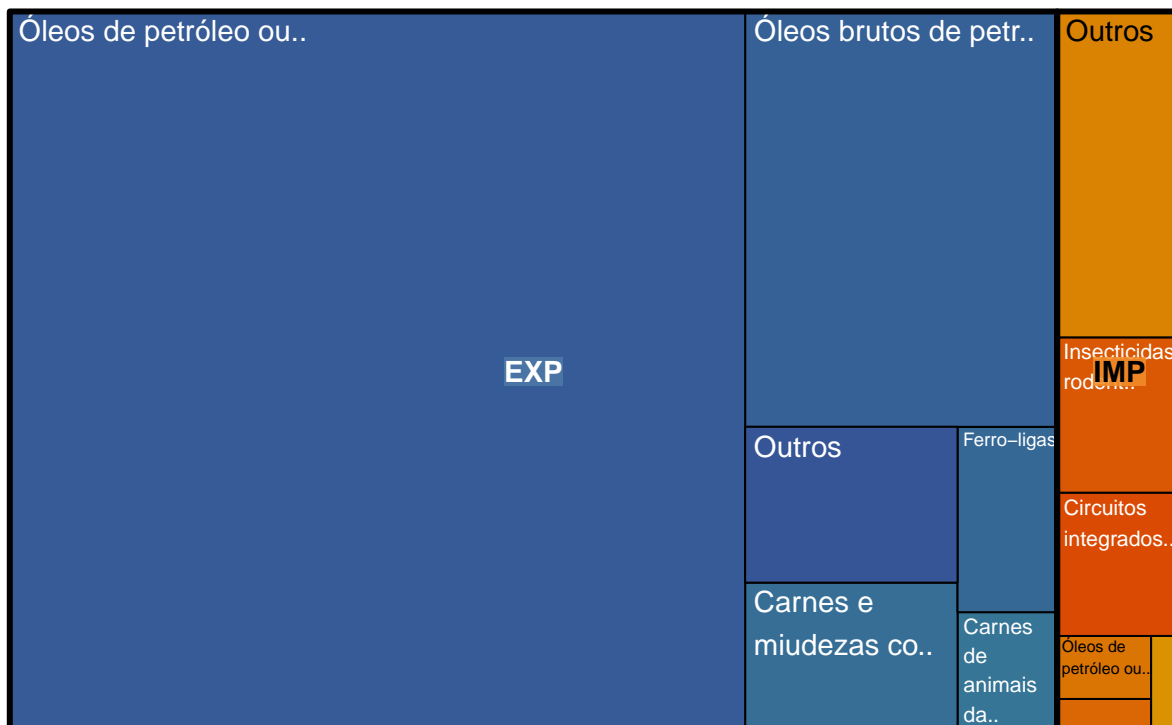 Óleos de petróleo ou..
Óleos brutos de petr..
Outros
EXP
Outros
Ferro−ligas
Carnes e
miudezas co..
Carnes
de
animais
da..
Insecticidas
IMP
Circuitos
integrados..
Óleos de
petróleo ou..